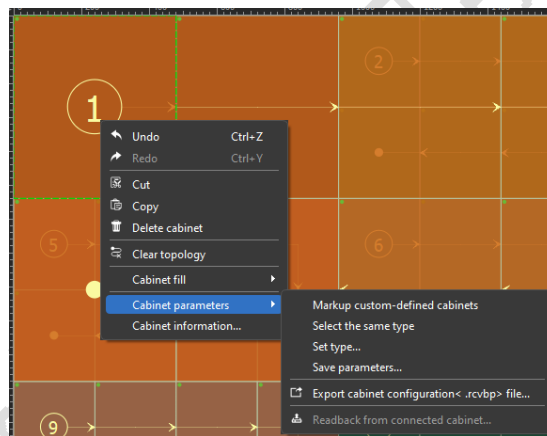 1
2
5
6
9
Undo Ctrl+Z
Redo Ctrl+Y
Cut
Copy
Delete cabinet
Clear topology
Cabinet fill
Cabinet parameters
Cabinet information...
Markup custom-defined cabinets
Select the same type
Set type...
Save parameters...
Export cabinet configuration< .rcvbp> file...
Readback from connected cabinet...